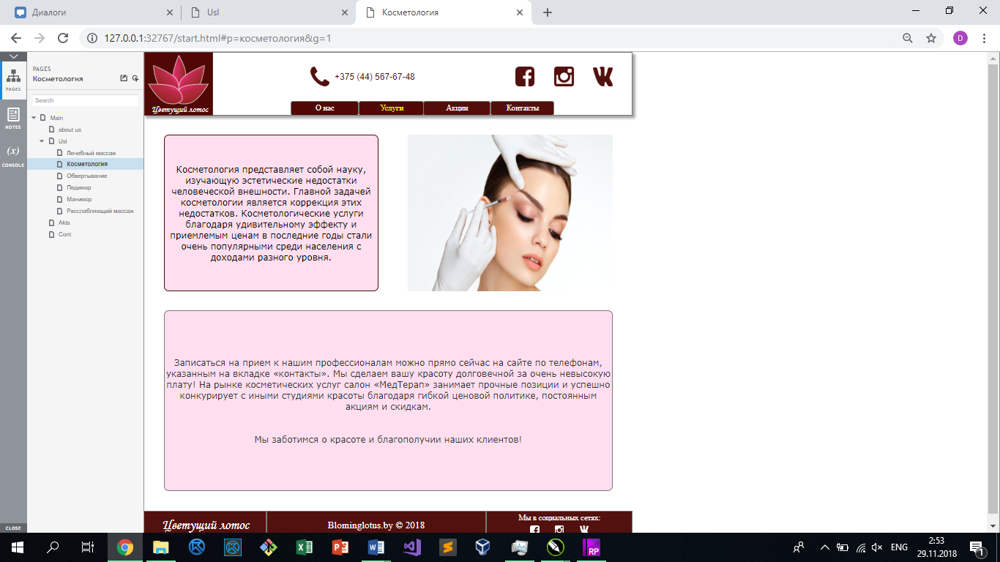 Диалоги
Usl
Косметология
127.0.0.1:32767/start.html#p=косметология&g=1
D
PAGES
Косметология
Search
PAGES
NOTES
(x)
CONSOLE
Main
about us
Usl
Лечебный массаж
Косметология
Обвертывание
Педикюр
Маникюр
Расслабляющий массаж
Akts
Cont
CLOSE
Цветущий лотос
+375 (44) 567-67-48
О нас
Услуги
Акции
Контакты
Косметология представляет собой науку,
изучающую эстетические недостатки
человеческой внешности. Главной задачей
косметологии является коррекция этих
недостатков. Косметологические услуги
благодаря удивительному эффекту и
приемлемым ценам в последние годы стали
очень популярными среди населения с
доходами разного уровня.
Записаться на прием к нашим профессионалам можно прямо сейчас на сайте по телефонам,
указанным на вкладке «контакты». Мы сделаем вашу красоту долговечной за очень невысокую
плату! На рынке косметических услуг салон «МедТерап» занимает прочные позиции и успешно
конкурирует с иными студиями красоты благодаря гибкой ценовой политике, постоянным
акциям и скидкам.
Мы заботимся о красоте и благополучии наших клиентов!
Цветущий лотос
Blominglotus.by © 2018
Мы в социальных сетях:
RP
ENG
2:53
29.11.2018
1